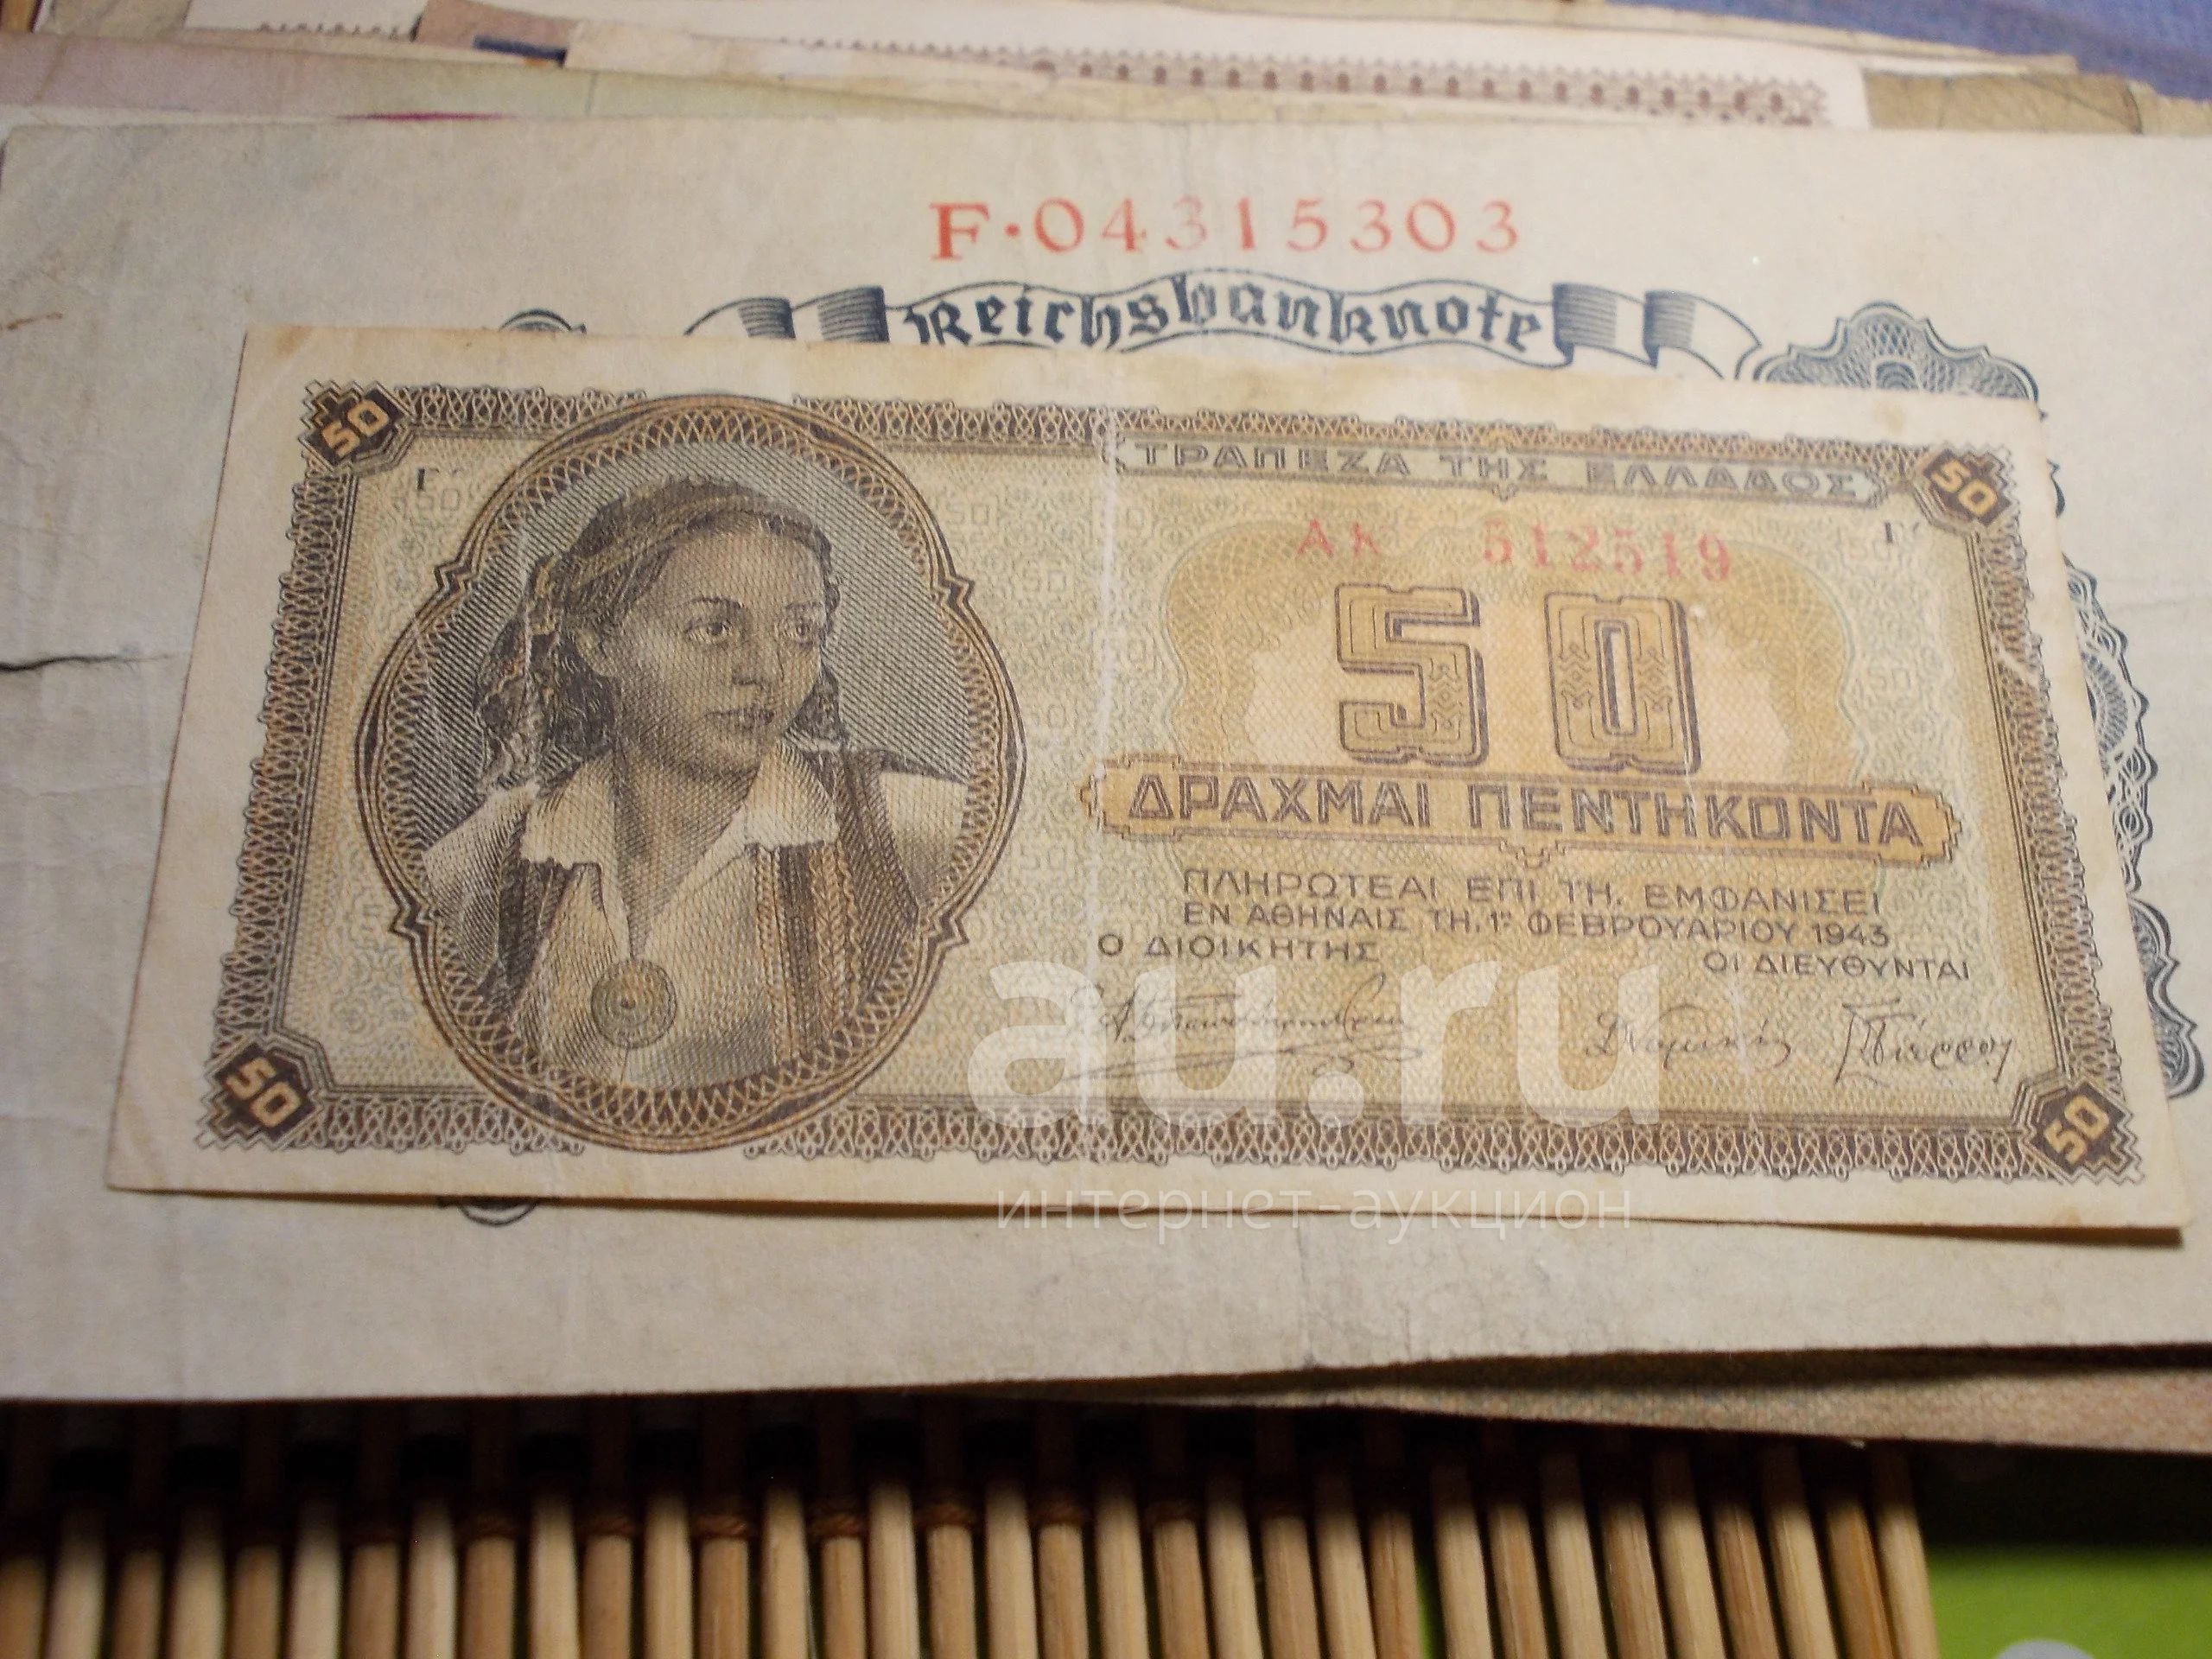 F·04315303
Reichsbanknote
50
50
Γ΄
Γ΄
ΤΡΑΠΕΖΑ ΤΗΣ ΕΛΛΑΔΟΣ
ΑΚ 512519
50
ΔΡΑΧΜΑΙ ΠΕΝΤΗΚΟΝΤΑ
ΠΛΗΡΩΤΕΑΙ ΕΠΙ ΤΗ, ΕΜΦΑΝΙΣΕΙ
ΕΝ ΑΘΗΝΑΙΣ ΤΗ, 1ῃ ΦΕΒΡΟΥΑΡΙΟΥ 1943
Ο ΔΙΟΙΚΗΤΗΣ
ΟΙ ΔΙΕΥΘΥΝΤΑΙ
50
50
au.ru
интернет-аукцион